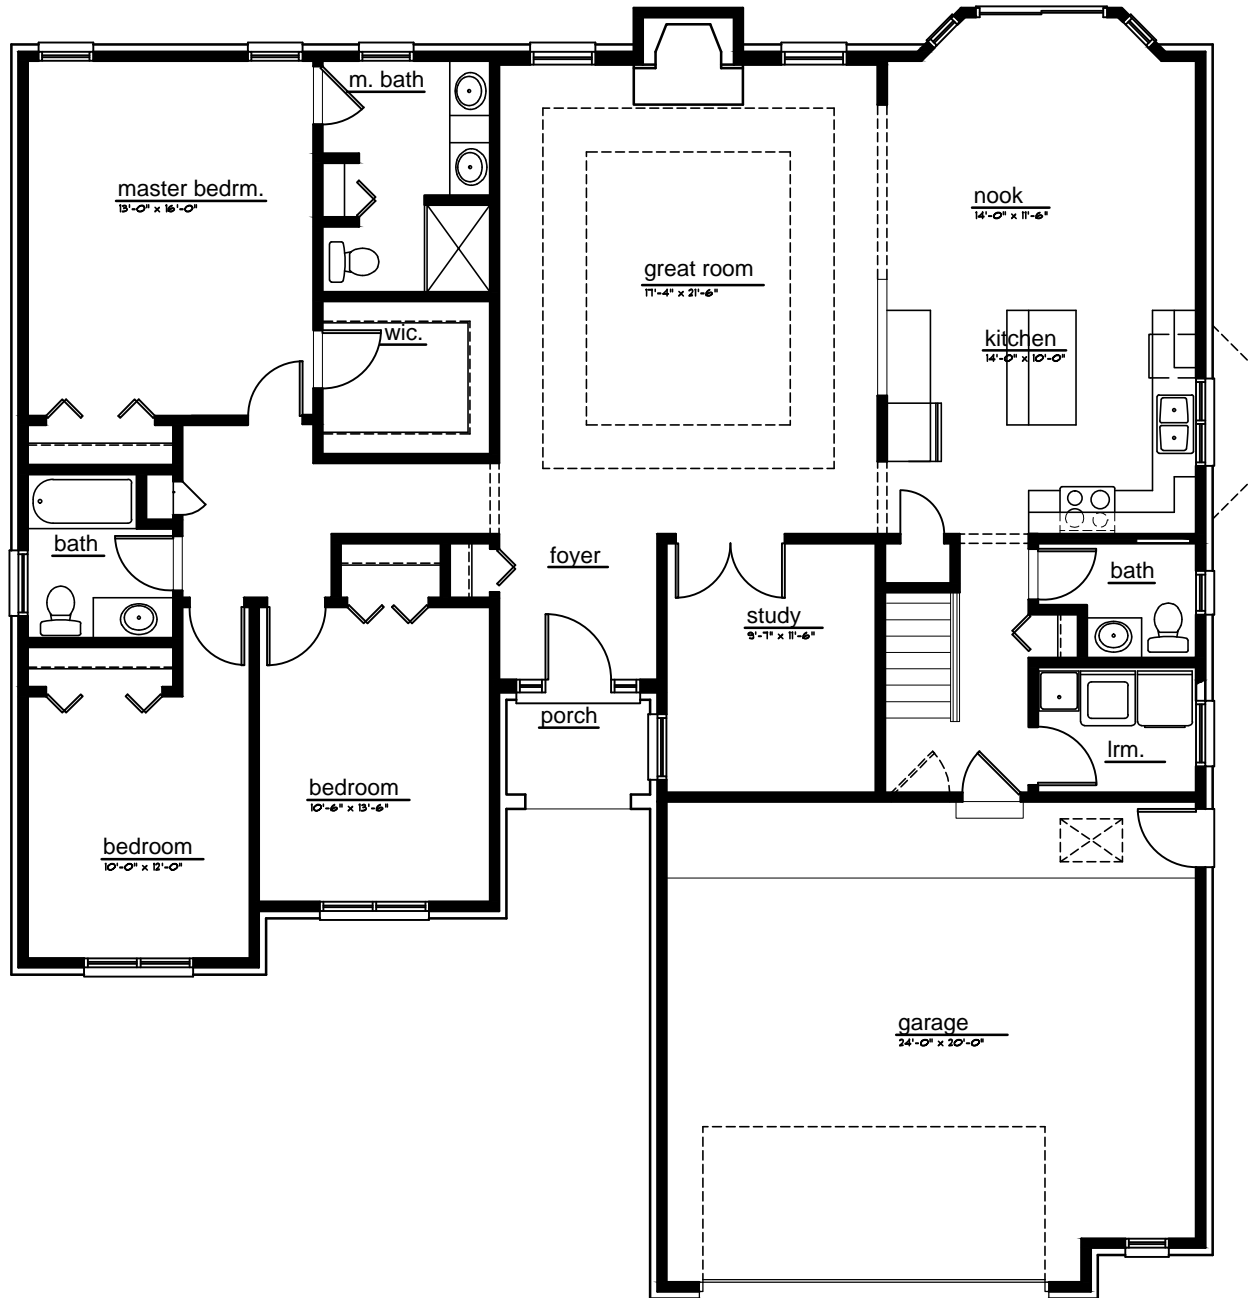 m. bath
master bedrm.
13'-0" x 16'-0"
nook
14'-0" x 11'-6"
great room
17'-4" x 21'-6"
wic.
kitchen
14'-0" x 10'-0"
bath
foyer
bath
study
9'-7" x 11'-6"
porch
lrm.
bedroom
10'-6" x 13'-6"
bedroom
10'-0" x 12'-0"
garage
24'-0" x 20'-0"